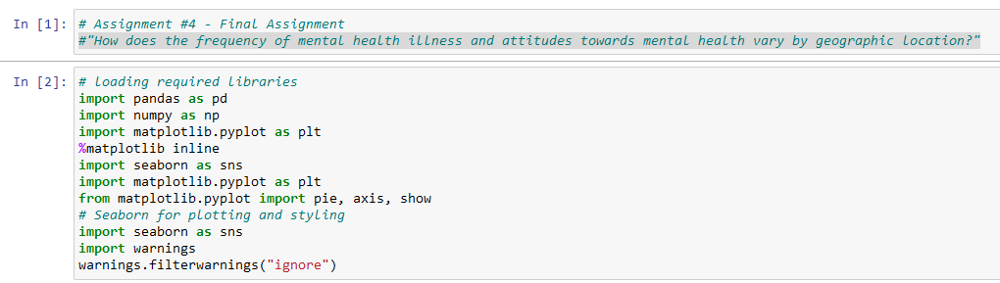 In [1]: # Assignment #4 - Final Assignment
#“How does the frequency of mental health illness and attitudes towards mental health vary by geographic location?”
In [2]: # loading required libraries
import pandas as pd
import numpy as np
import matplotlib.pyplot as plt
%matplotlib inline
import seaborn as sns
import matplotlib.pyplot as plt
from matplotlib.pyplot import pie, axis, show
# Seaborn for plotting and styling
import seaborn as sns
import warnings
warnings.filterwarnings("ignore")